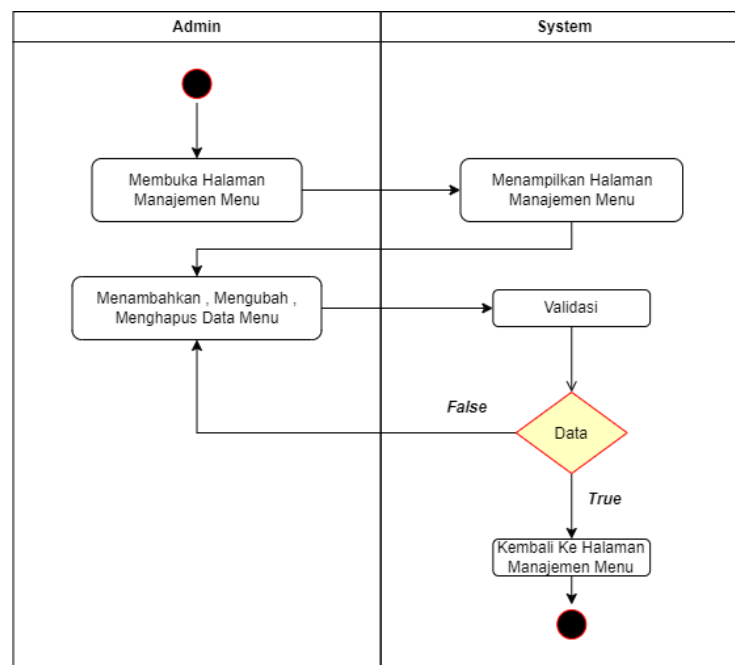 Admin
System
Membuka Halaman
Manajemen Menu
Menampilkan Halaman
Manajemen Menu
Menambahkan , Mengubah ,
Menghapus Data Menu
Validasi
False
Data
True
Kembali Ke Halaman
Manajemen Menu